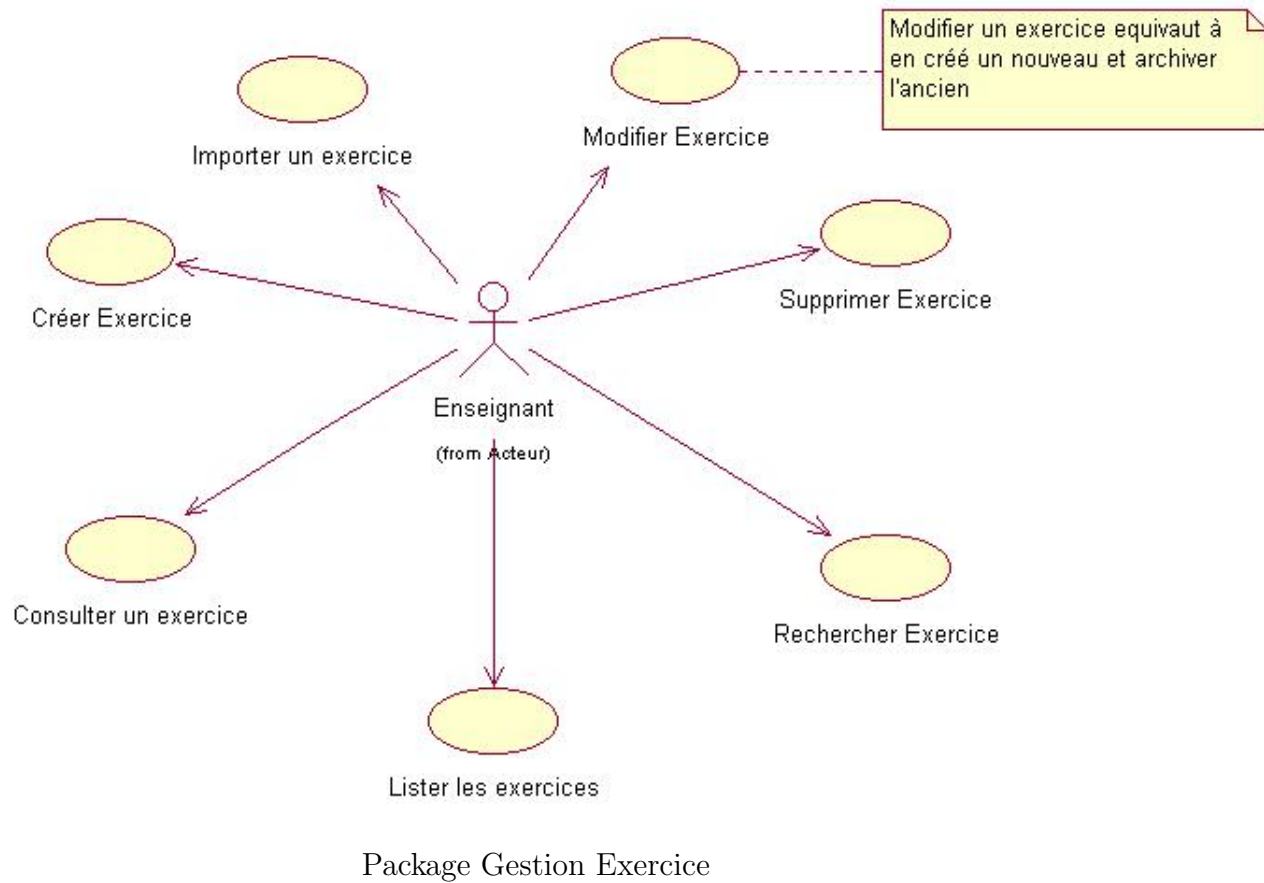 Modifier un exercice equivaut à
en créé un nouveau et archiver
l'ancien
Modifier Exercice
Importer un exercice
Supprimer Exercice
Créer Exercice
Enseignant
(from Acteur)
Consulter un exercice
Rechercher Exercice
Lister les exercices
Package Gestion Exercice